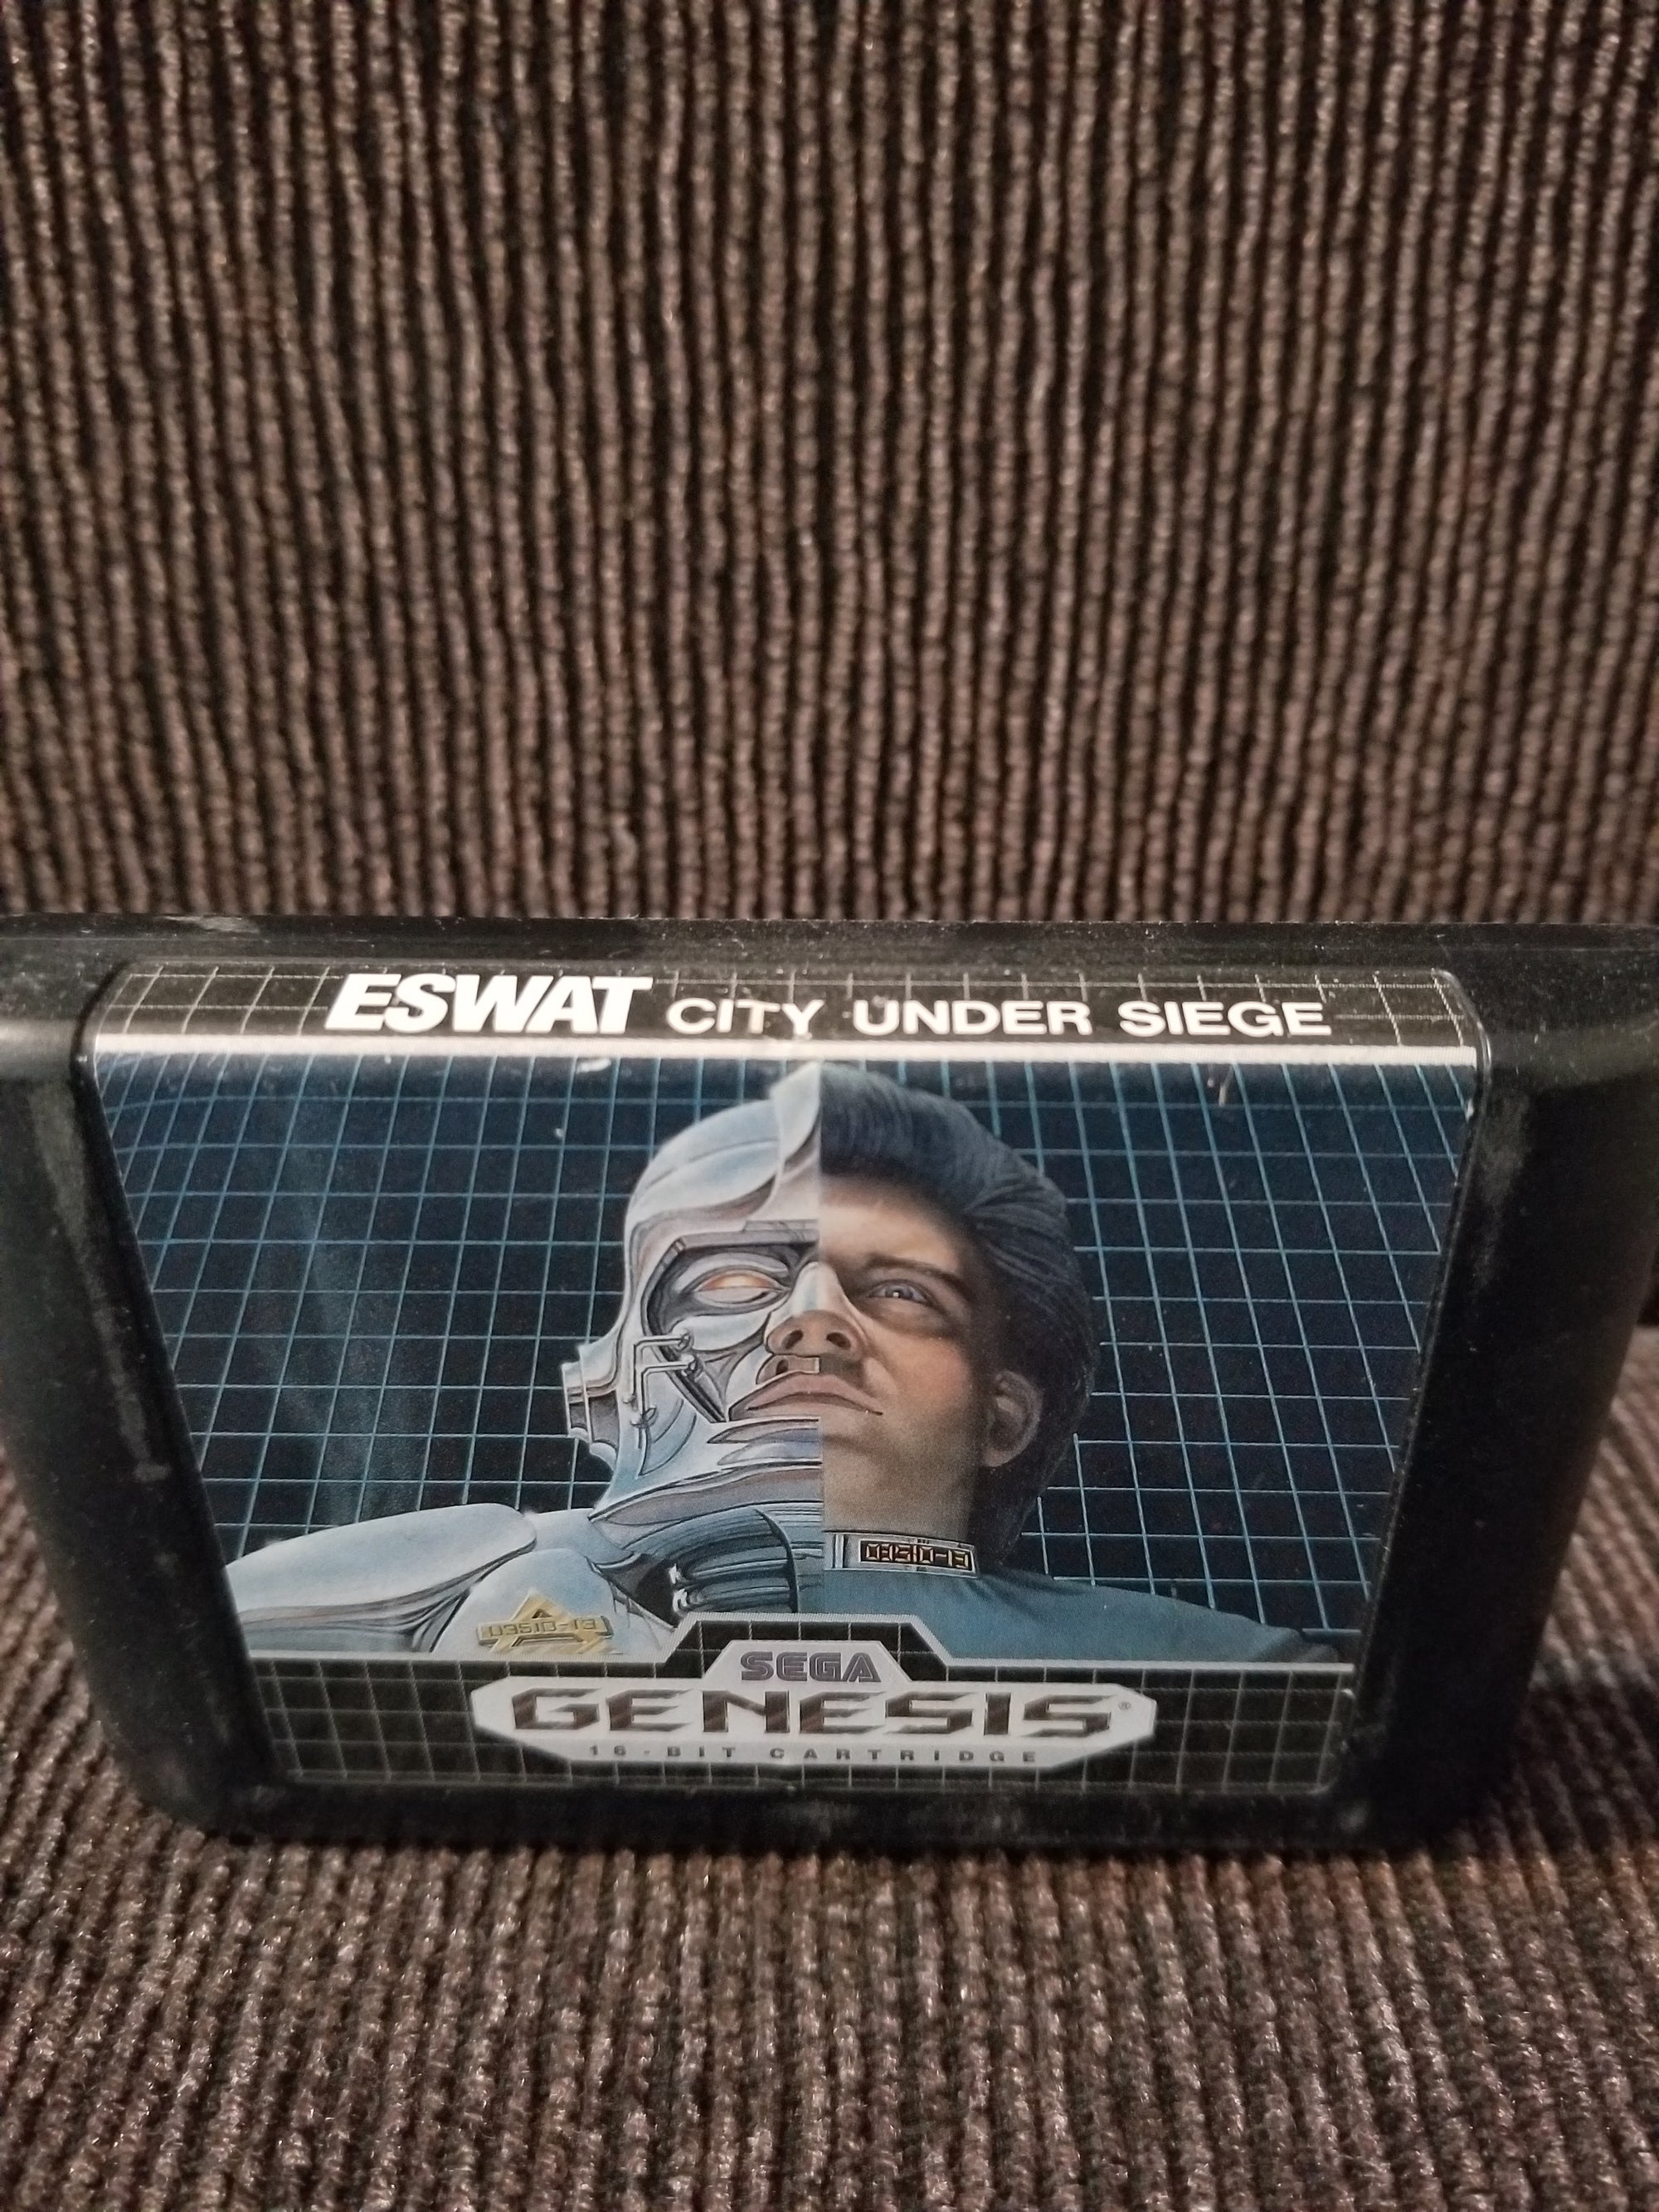 ESWAT CITY UNDER SIEGE
SEGA
GENESIS®
16-BIT CARTRIDGE